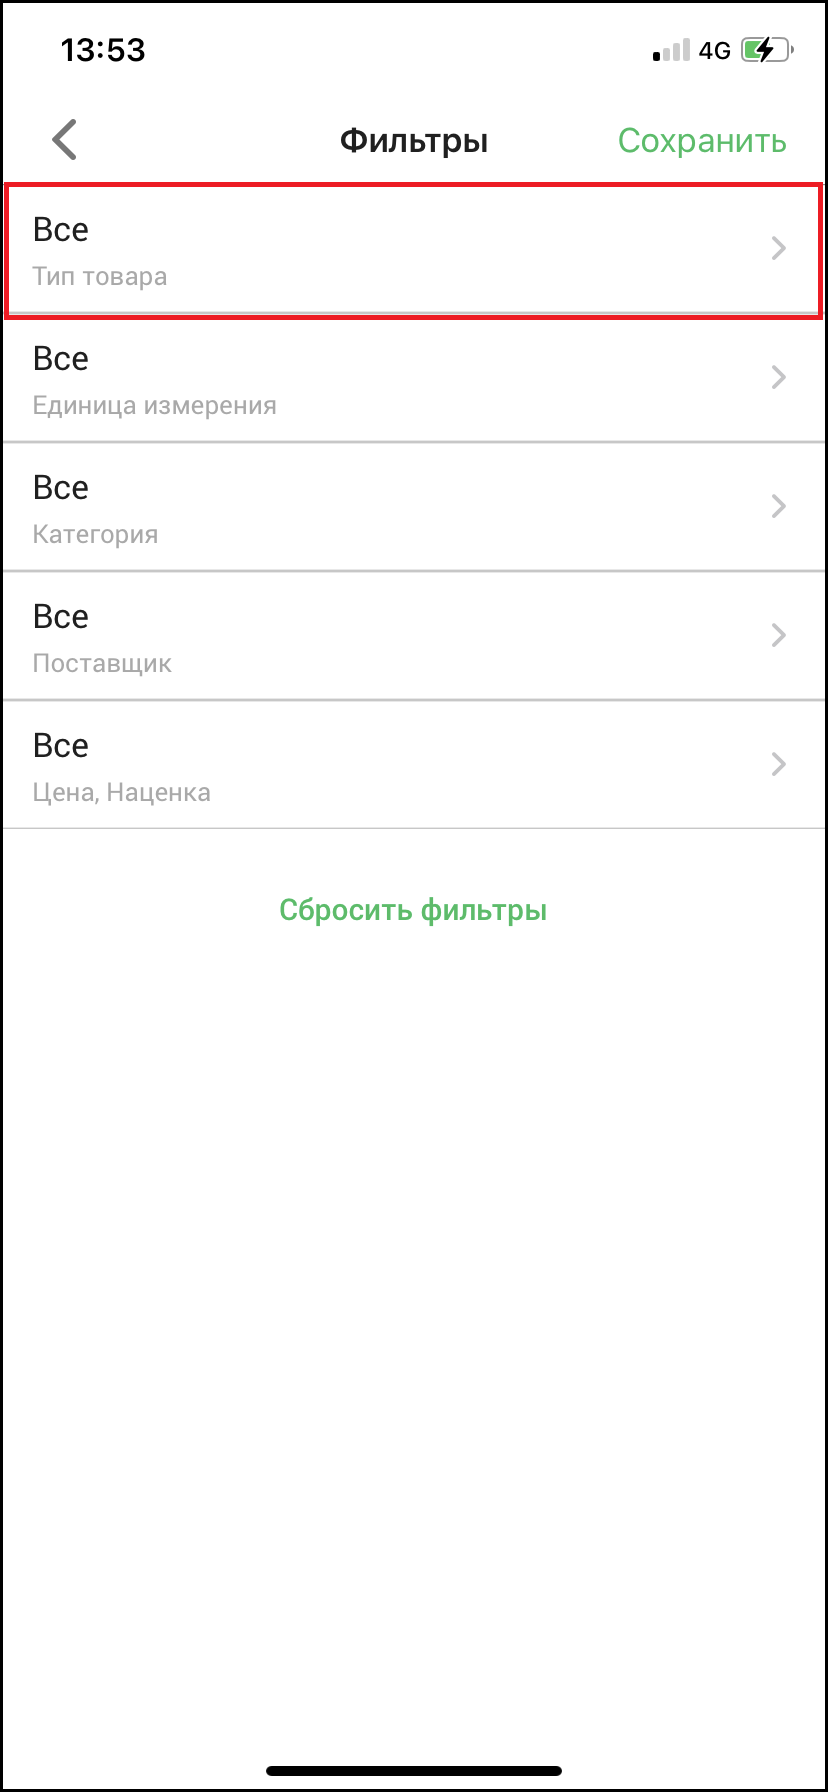 13:53
4G
Фильтры
Сохранить
Все
Тип товара
Все
Единица измерения
Все
Категория
Все
Поставщик
Все
Цена, Наценка
Сбросить фильтры